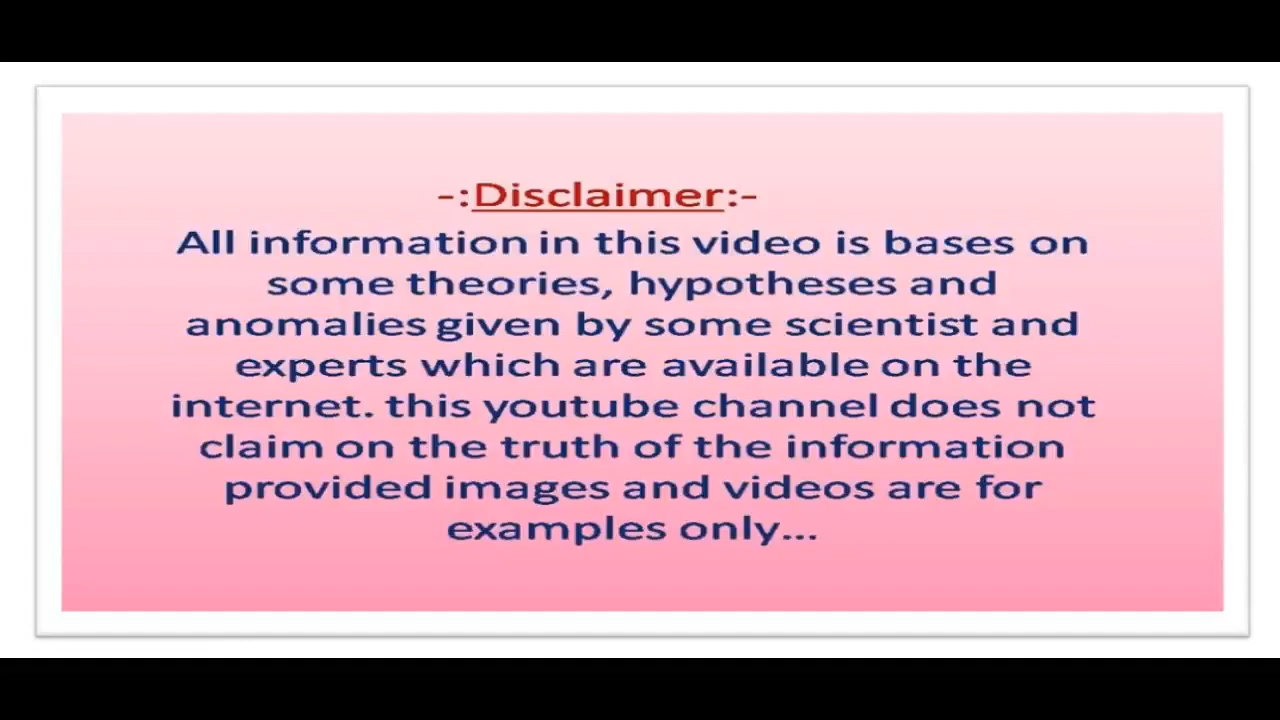 -:Disclaimer:-
All information in this video is bases on
some theories, hypotheses and
anomalies given by some scientist and
experts which are available on the
internet. this youtube channel does not
claim on the truth of the information
provided images and videos are for
examples only...